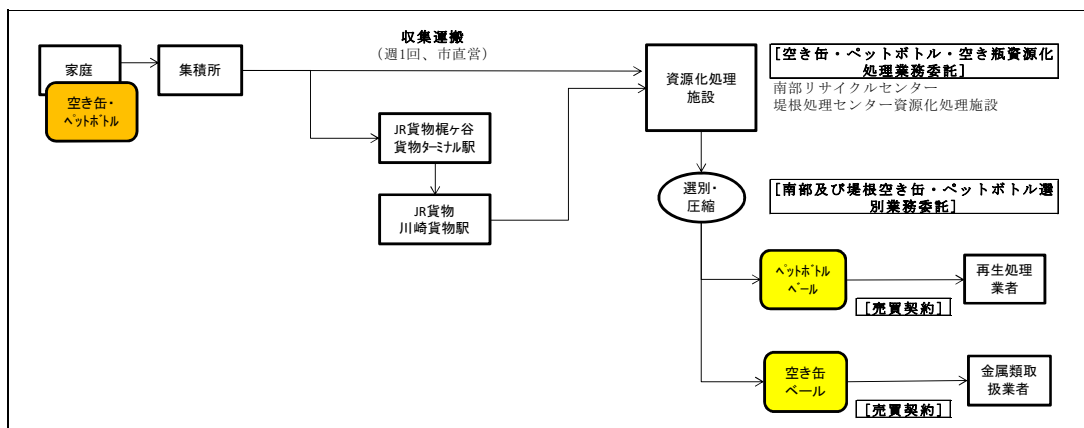 収集運搬
（週1回、市直営）
家庭
空き缶・
ﾍﾟｯﾄﾎﾞﾄﾙ
集積所
資源化処理
施設
[空き缶・ペットボトル・空き瓶資源化
処理業務委託]
南部リサイクルセンター
堤根処理センター資源化処理施設
JR貨物梶ヶ谷
貨物ﾀｰﾐﾅﾙ駅
JR貨物
川崎貨物駅
選別・
圧縮
[南部及び堤根空き缶・ペットボトル選
別業務委託]
ﾍﾟｯﾄﾎﾞﾄﾙ
ﾍﾞｰﾙ
再生処理
業者
[売買契約]
空き缶
ベール
金属類取
扱業者
[売買契約]